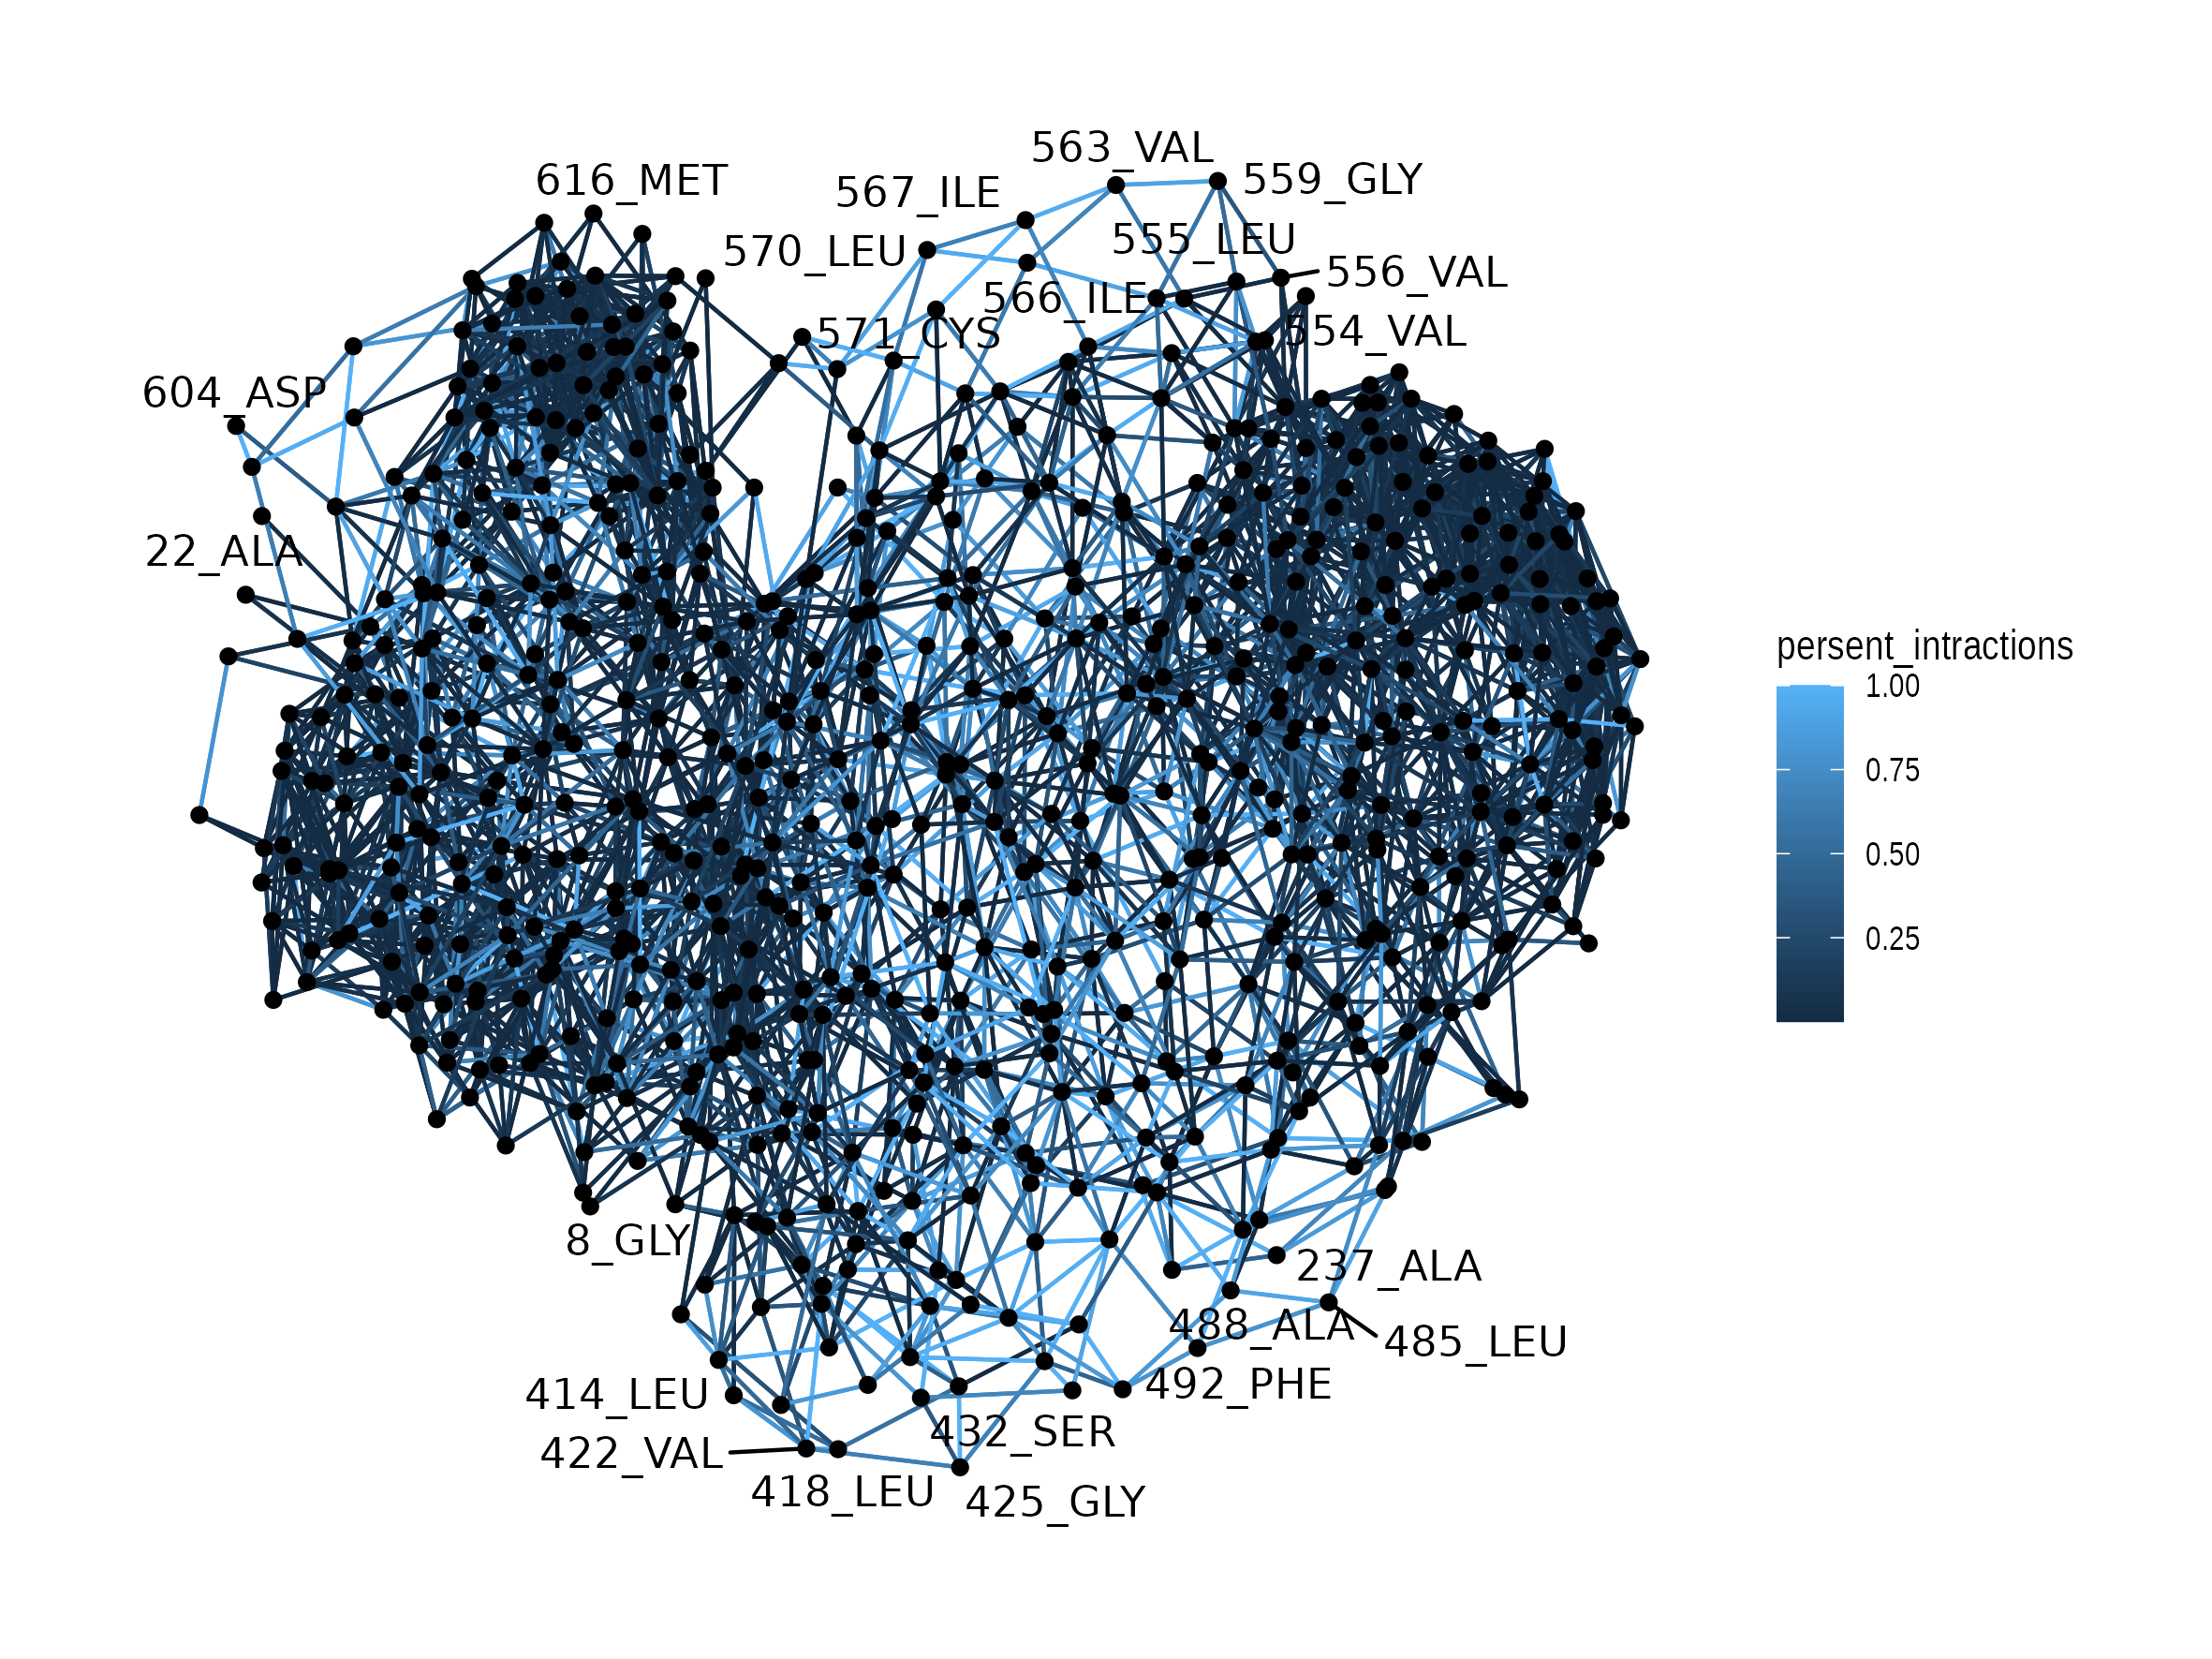 563_VAL
616_MET
559_GLY
567_ILE
570_LEU
555_LEU
556_VAL
566_ILE
571_CYS
554_VAL
604_ASP
22_ALA
persent_intractions
1.00
0.75
0.50
0.25
8_GLY
237_ALA
488_ALA
485_LEU
492_PHE
414_LEU
432_SER
422_VAL
418_LEU
425_GLY